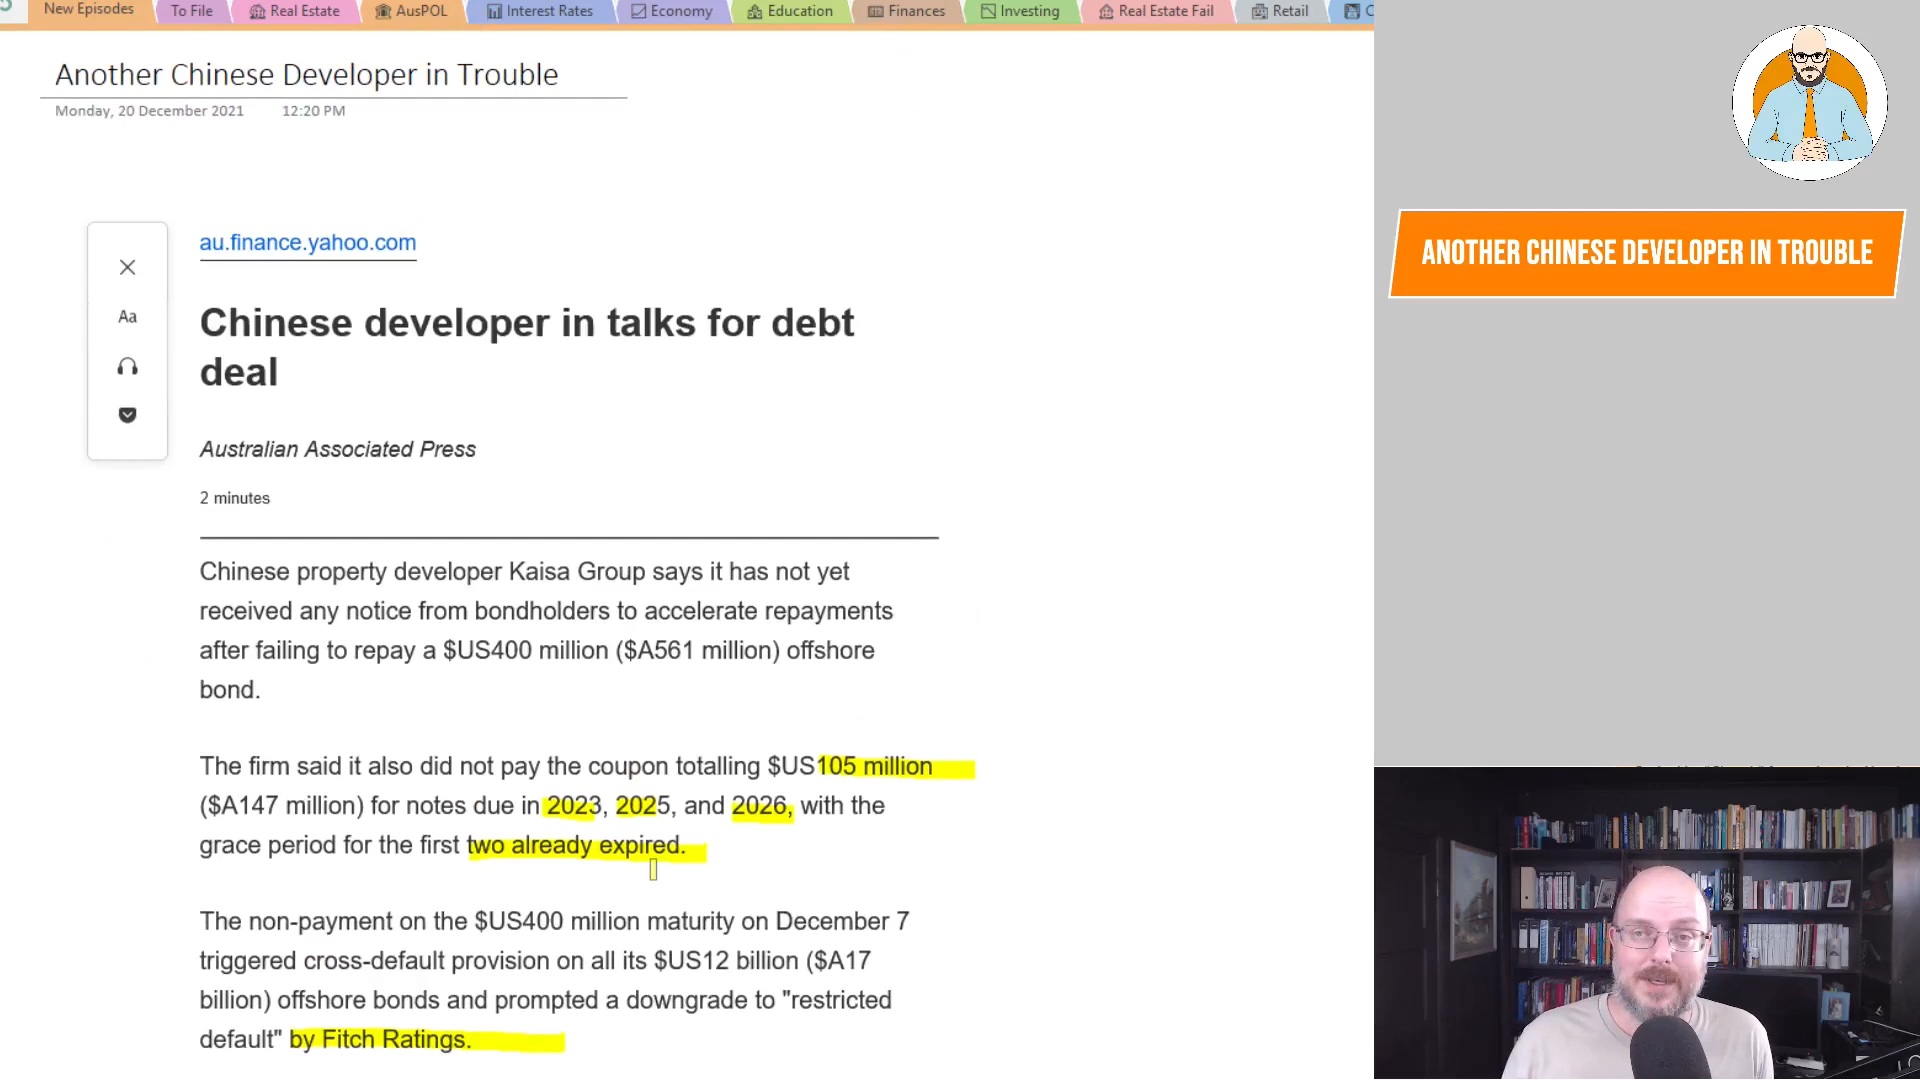 New Episodes
To File
Real Estate
AusPOL
Interest Rates
Economy
Education
Finances
Investing
Real Estate Fail
Retail
Another Chinese Developer in Trouble
Monday, 20 December 2021 12:20 PM
ANOTHER CHINESE DEVELOPER IN TROUBLE
au.finance.yahoo.com
Aa
Chinese developer in talks for debt
deal
Australian Associated Press
2 minutes
Chinese property developer Kaisa Group says it has not yet
received any notice from bondholders to accelerate repayments
after failing to repay a $US400 million ($A561 million) offshore
bond.
The firm said it also did not pay the coupon totalling $US105 million
($A147 million) for notes due in 2023, 2025, and 2026, with the
grace period for the first two already expired.
The non-payment on the $US400 million maturity on December 7
triggered cross-default provision on all its $US12 billion ($A17
billion) offshore bonds and prompted a downgrade to "restricted
default" by Fitch Ratings.